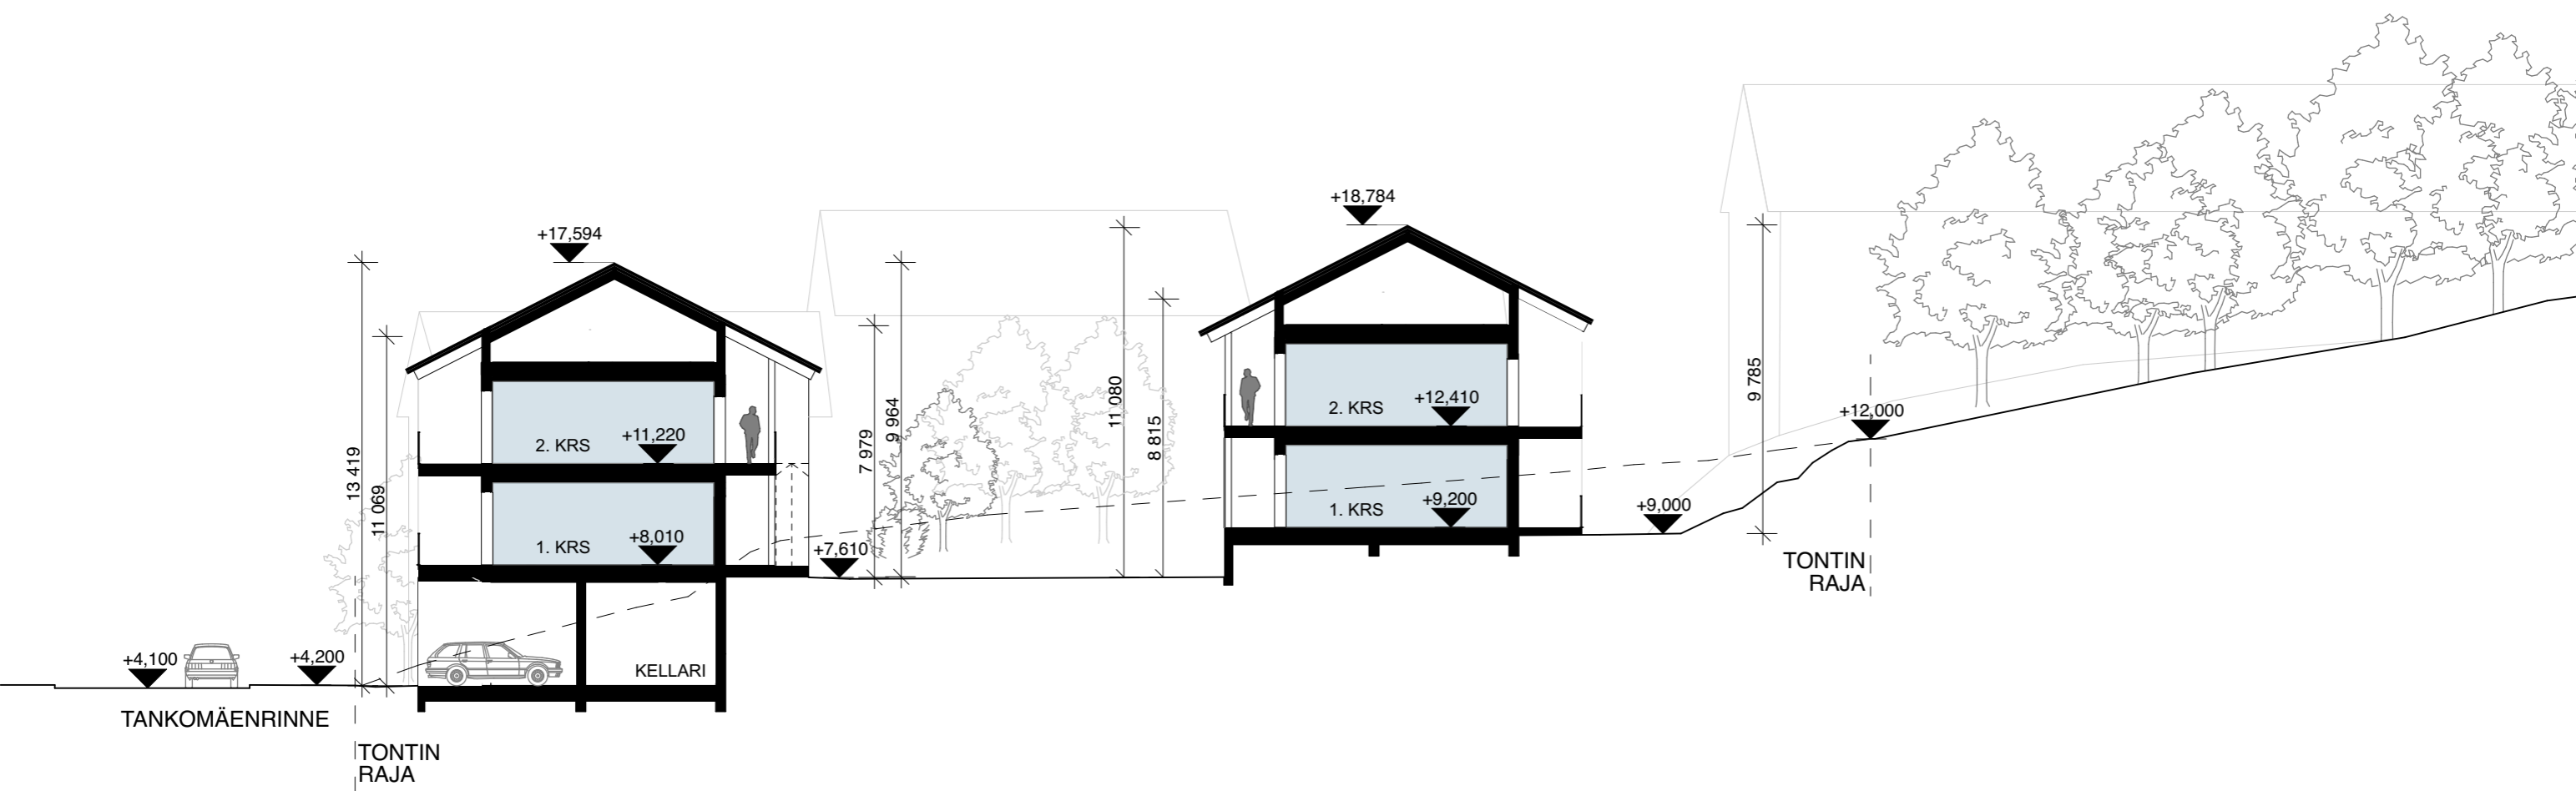 +18,784
+17,594
2. KRS
+12,410
+12,000
9 785
11 080
9 964
8 815
7 979
13 419
11 069
2. KRS
+11,220
1. KRS
+9,200
+9,000
1. KRS
+8,010
+7,610
TONTIN
RAJA
+4,100
+4,200
KELLARI
TANKOMÄENRINNE
TONTIN
RAJA